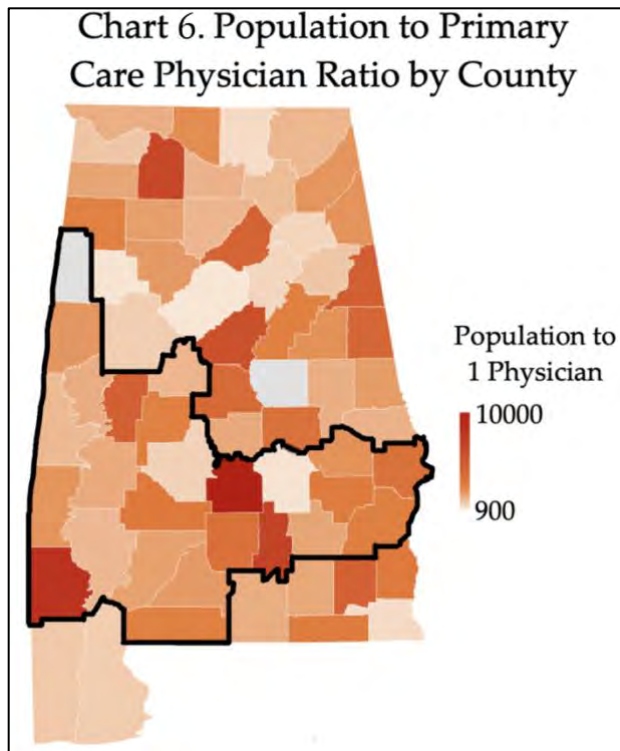 Chart 6. Population to Primary
Care Physician Ratio by County
Population to
1 Physician
10000
900